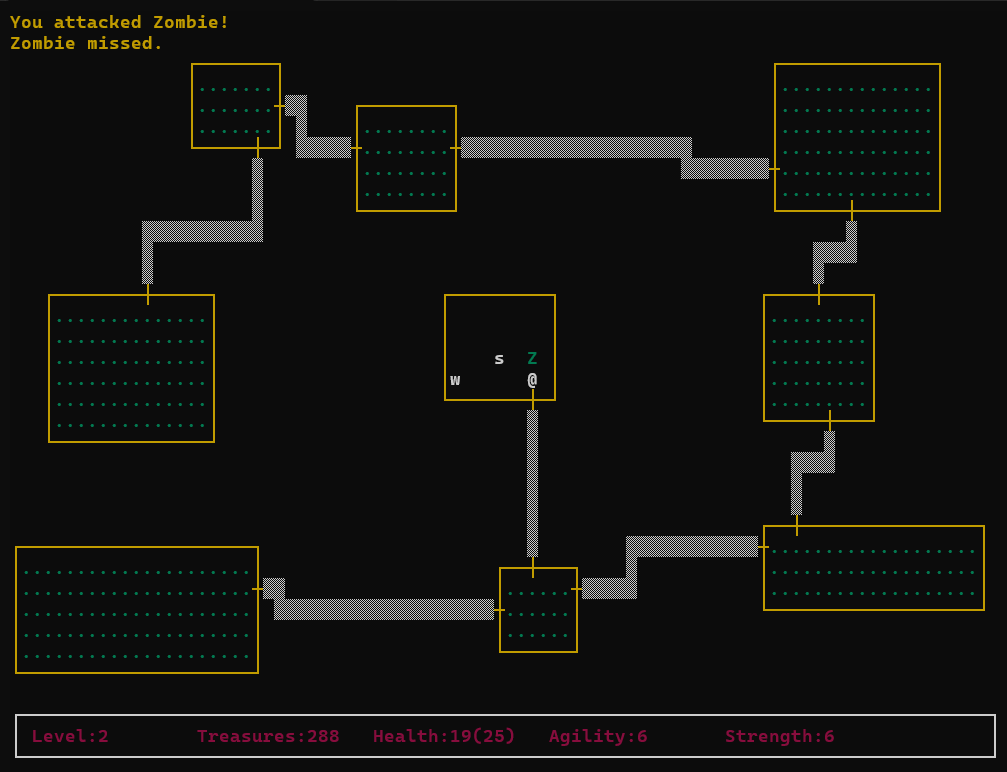 You attacked Zombie!
Zombie missed.
s Z
w @
Level:2 Treasures:288 Health:19(25) Agility:6 Strength:6